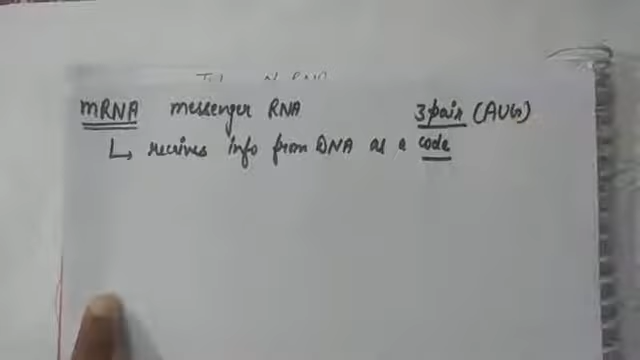 mRNA messenger RNA 3 pair (AUG)
↳ receives info from DNA as a code